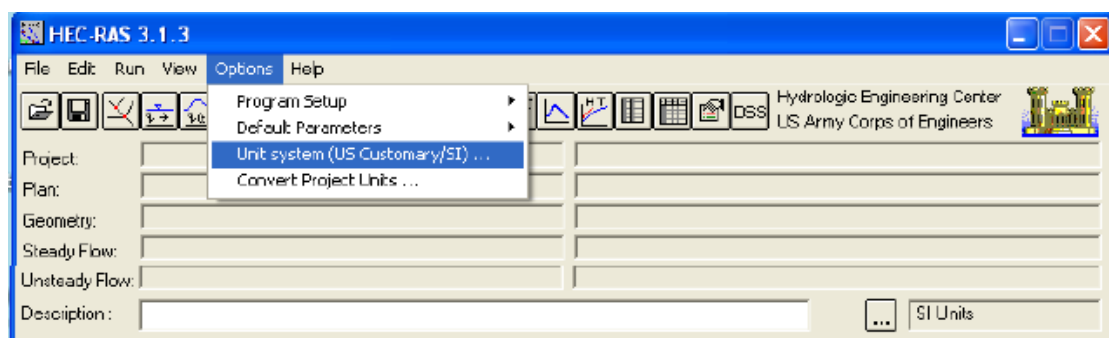 HEC-RAS 3.1.3
File Edit Run View Options Help
Program Setup
Default Parameters
Unit system (US Customary/SI) ...
Convert Project Units ...
HT
DSS
Hydrologic Engineering Center
US Army Corps of Engineers
Project:
Plan:
Geometry:
Steady Flow:
Unsteady Flow:
Description :
...
SI Units